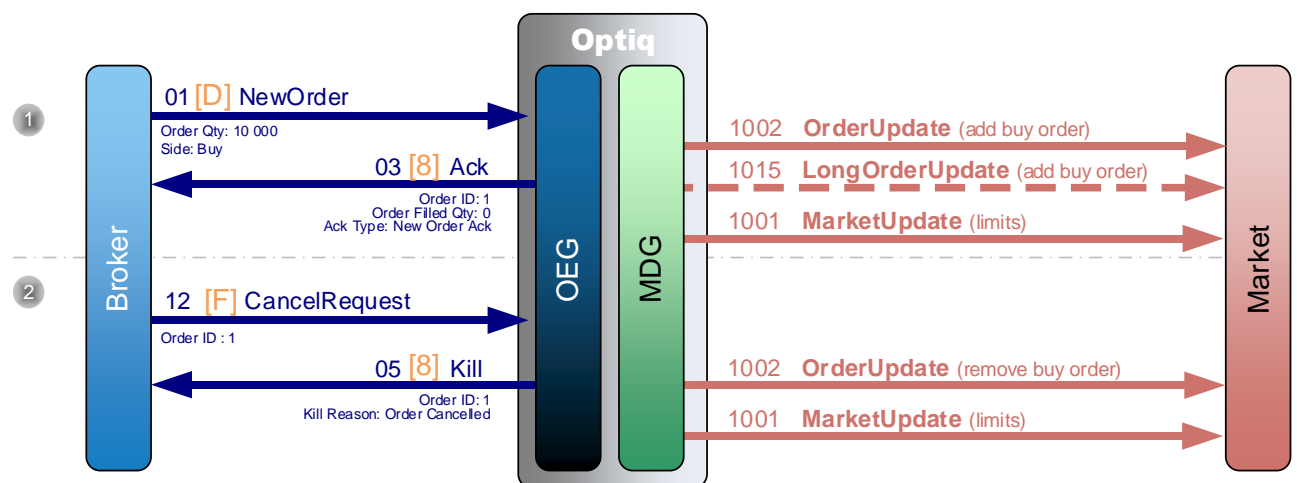 Optiq
1
01 [D] NewOrder
Order Qty: 10 000
Side: Buy
03 [8] Ack
Order ID: 1
Order Filled Qty: 0
Ack Type: New Order Ack
1002 OrderUpdate (add buy order)
1015 LongOrderUpdate (add buy order)
1001 MarketUpdate (limits)
Broker
OEG
MDG
Market
2
12 [F] CancelRequest
Order ID : 1
05 [8] Kill
Order ID: 1
Kill Reason: Order Cancelled
1002 OrderUpdate (remove buy order)
1001 MarketUpdate (limits)